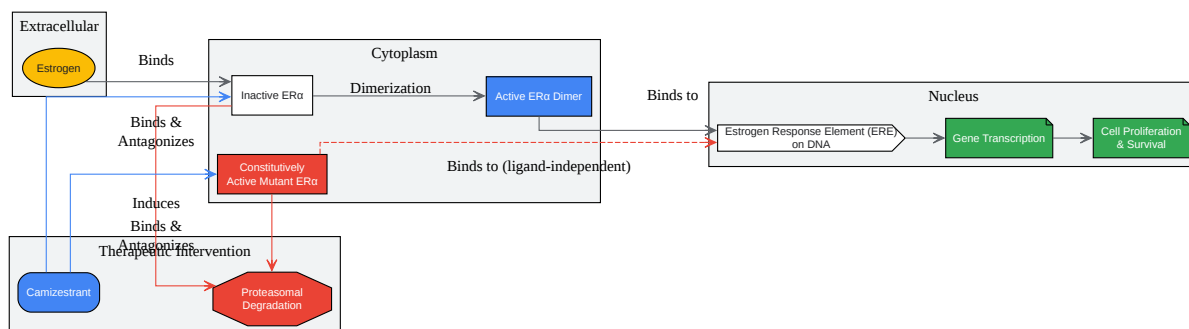 Extracellular
Estrogen
Binds
Cytoplasm
Inactive ERα
Dimerization
Active ERα Dimer
Binds to
Nucleus
Estrogen Response Element (ERE)
on DNA
Gene Transcription
Cell Proliferation
& Survival
Binds &
Antagonizes
Constitutively
Active Mutant ERα
Binds to (ligand-independent)
Induces
Binds &
Antagonizes
Therapeutic Intervention
Camizestrant
Proteasomal
Degradation